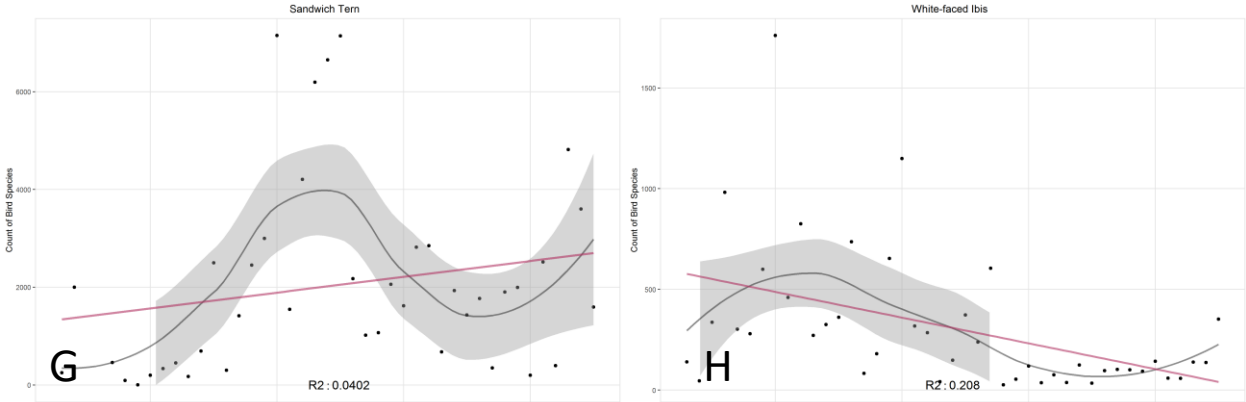 Sandwich Tern
Count of Bird Species
6000
4000
2000
0
G
R2 : 0.0402
White-faced Ibis
Count of Bird Species
1500
1000
500
0
H
R2 : 0.208